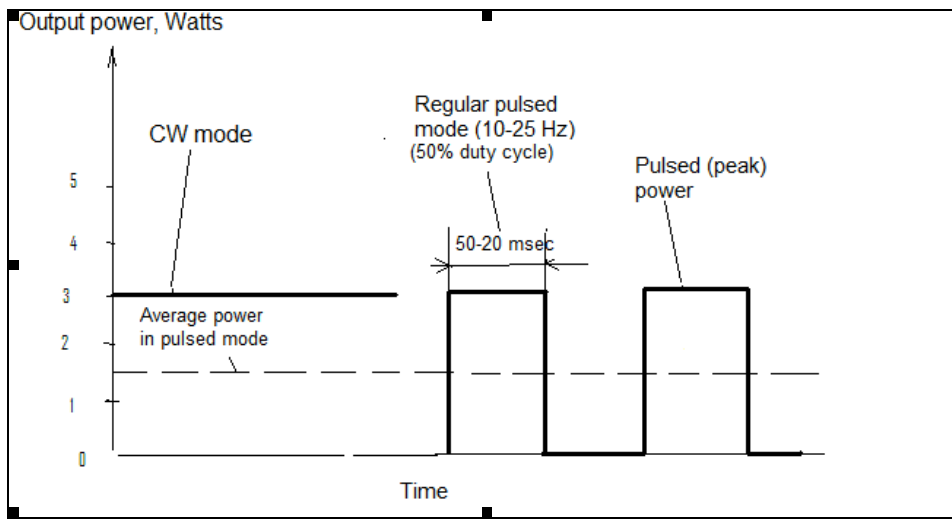 Output power, Watts
CW mode
Regular pulsed
mode (10-25 Hz)
(50% duty cycle)
Pulsed (peak)
power
5
4
50-20 msec
3
Average power
in pulsed mode
2
1
0
Time